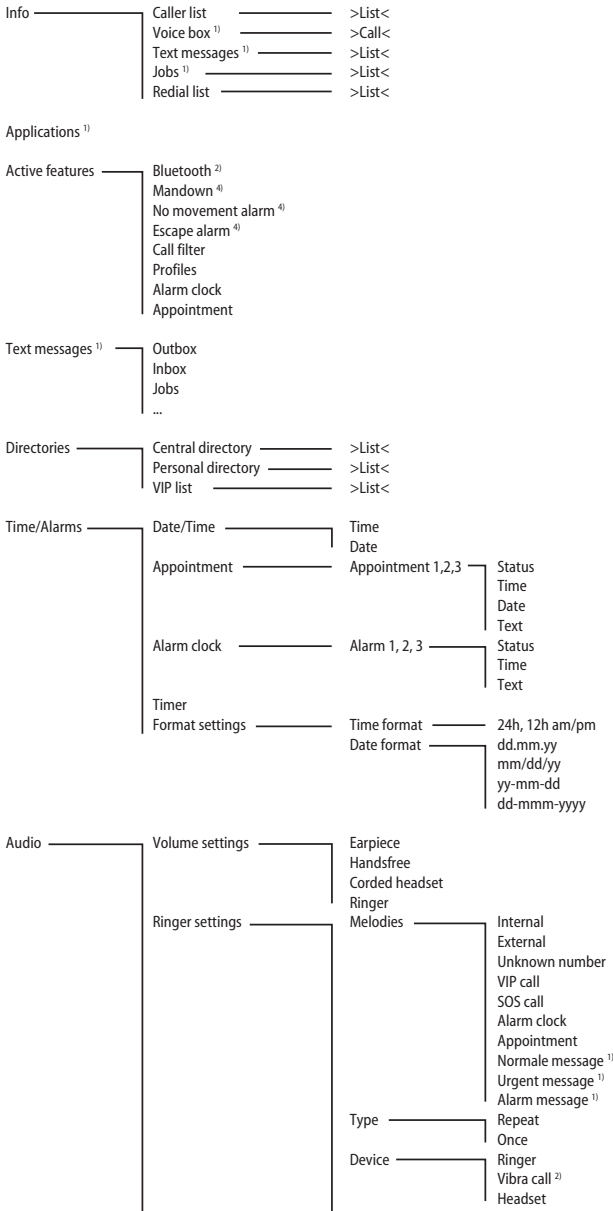 Info Caller list >List<
Voice box 1) >Call<
Text messages 1) >List<
Jobs 1) >List<
Redial list >List<
Applications 1)
Active features Bluetooth 2)
Mandown 4)
No movement alarm 4)
Escape alarm 4)
Call filter
Profiles
Alarm clock
Appointment
Text messages 1) Outbox
Inbox
Jobs
...
Directories Central directory >List<
Personal directory >List<
VIP list >List<
Time/Alarms Date/Time Time
Date
Appointment Appointment 1,2,3 Status
Time
Date
Text
Alarm clock Alarm 1, 2, 3 Status
Time
Text
Timer
Format settings Time format 24h, 12h am/pm
Date format dd.mm.yy
mm/dd/yy
yy-mm-dd
dd-mmm-yyyy
Audio Volume settings Earpiece
Handsfree
Corded headset
Ringer
Ringer settings Melodies Internal
External
Unknown number
VIP call
SOS call
Alarm clock
Appointment
Normale message 1)
Urgent message 1)
Alarm message 1)
Type Repeat
Once
Device Ringer
Vibra call 2)
Headset